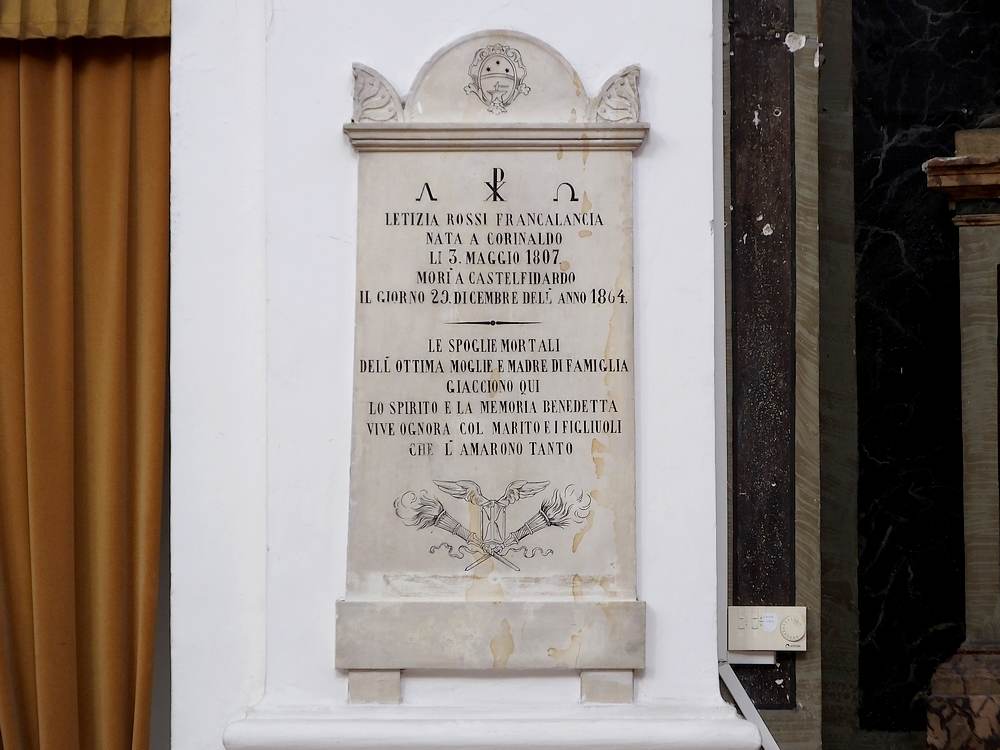 Λ ☧ Ω
LETIZIA ROSSI FRANCALANCIA
NATA A CORINALDO
LI 3. MAGGIO 1807.
MORI A CASTELFIDARDO
IL GIORNO 29. DICEMBRE DELL' ANNO 1864.
LE SPOGLIE MORTALI
DELL' OTTIMA MOGLIE E MADRE DI FAMIGLIA
GIACCIONO QUI
LO SPIRITO E LA MEMORIA BENEDETTA
VIVE OGNORA COL MARITO E I FIGLIUOLI
CHE L' AMARONO TANTO